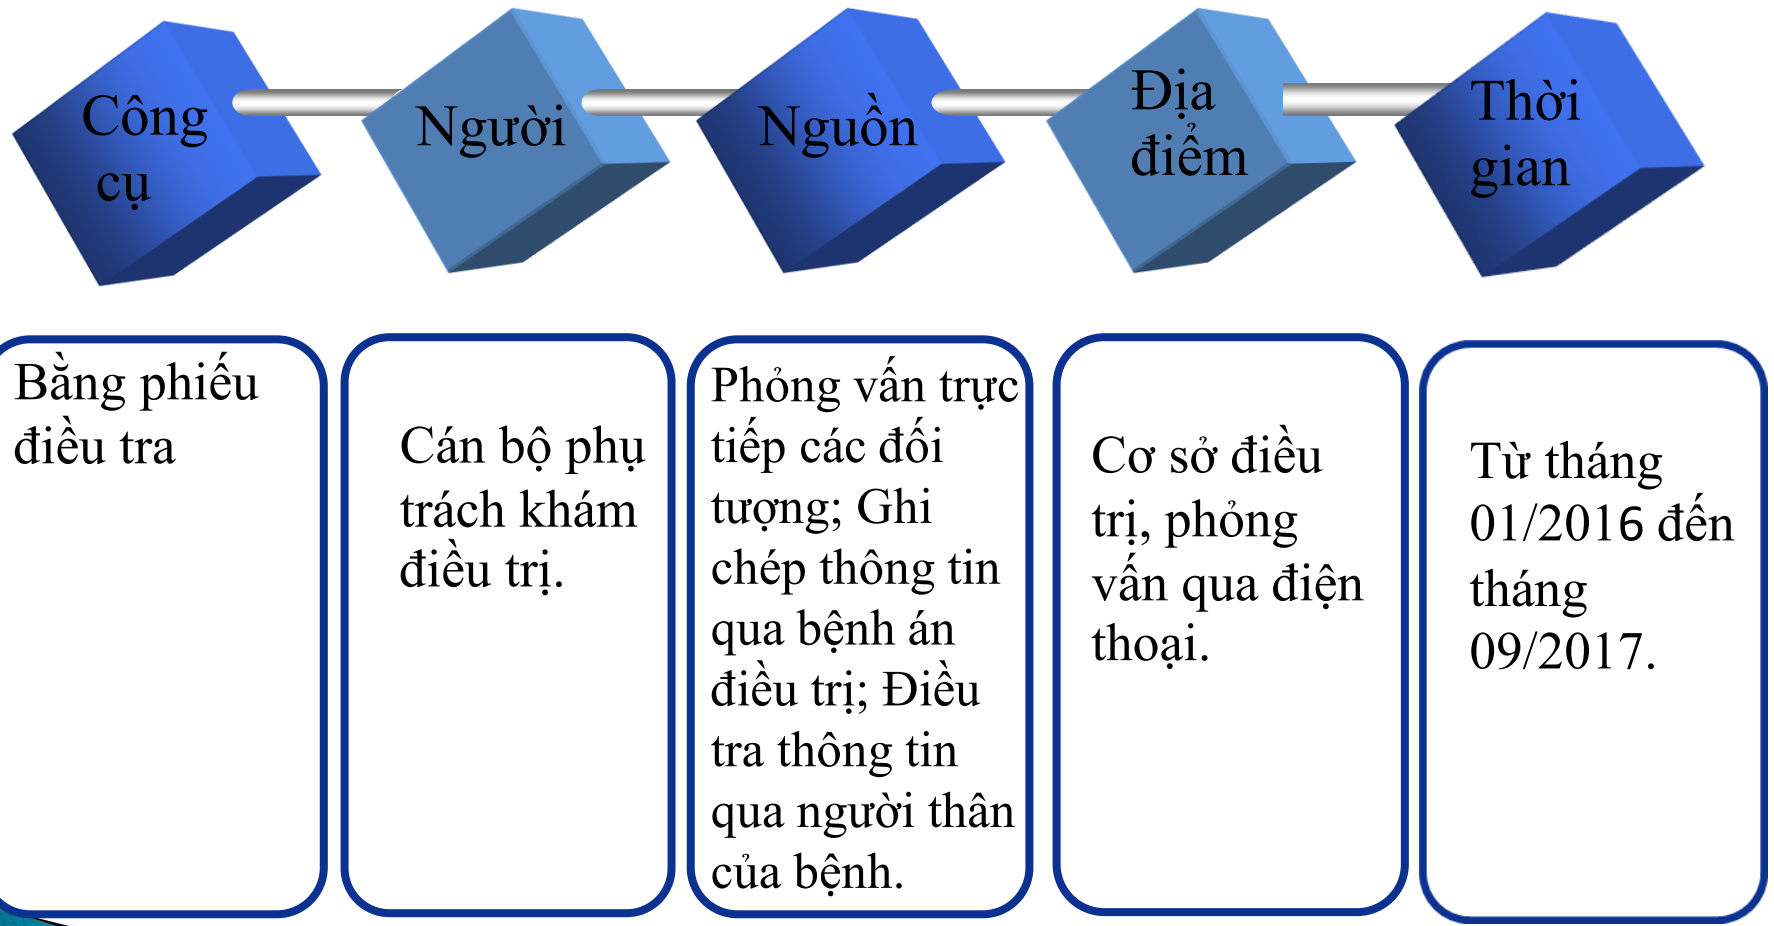 Công
cụ
Người
Nguồn
Địa
điểm
Thời
gian
Bằng phiếu
điều tra
Cán bộ phụ
trách khám
điều trị.
Phỏng vấn trực
tiếp các đối
tượng; Ghi
chép thông tin
qua bệnh án
điều trị; Điều
tra thông tin
qua người thân
của bệnh.
Cơ sở điều
trị, phỏng
vấn qua điện
thoại.
Từ tháng
01/2016 đến
tháng
09/2017.